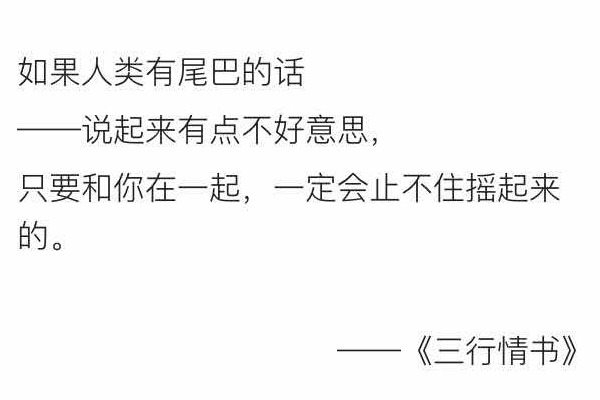 如果人类有尾巴的话
——说起来有点不好意思，
只要和你在一起，一定会止不住摇起来
的。
——《三行情书》